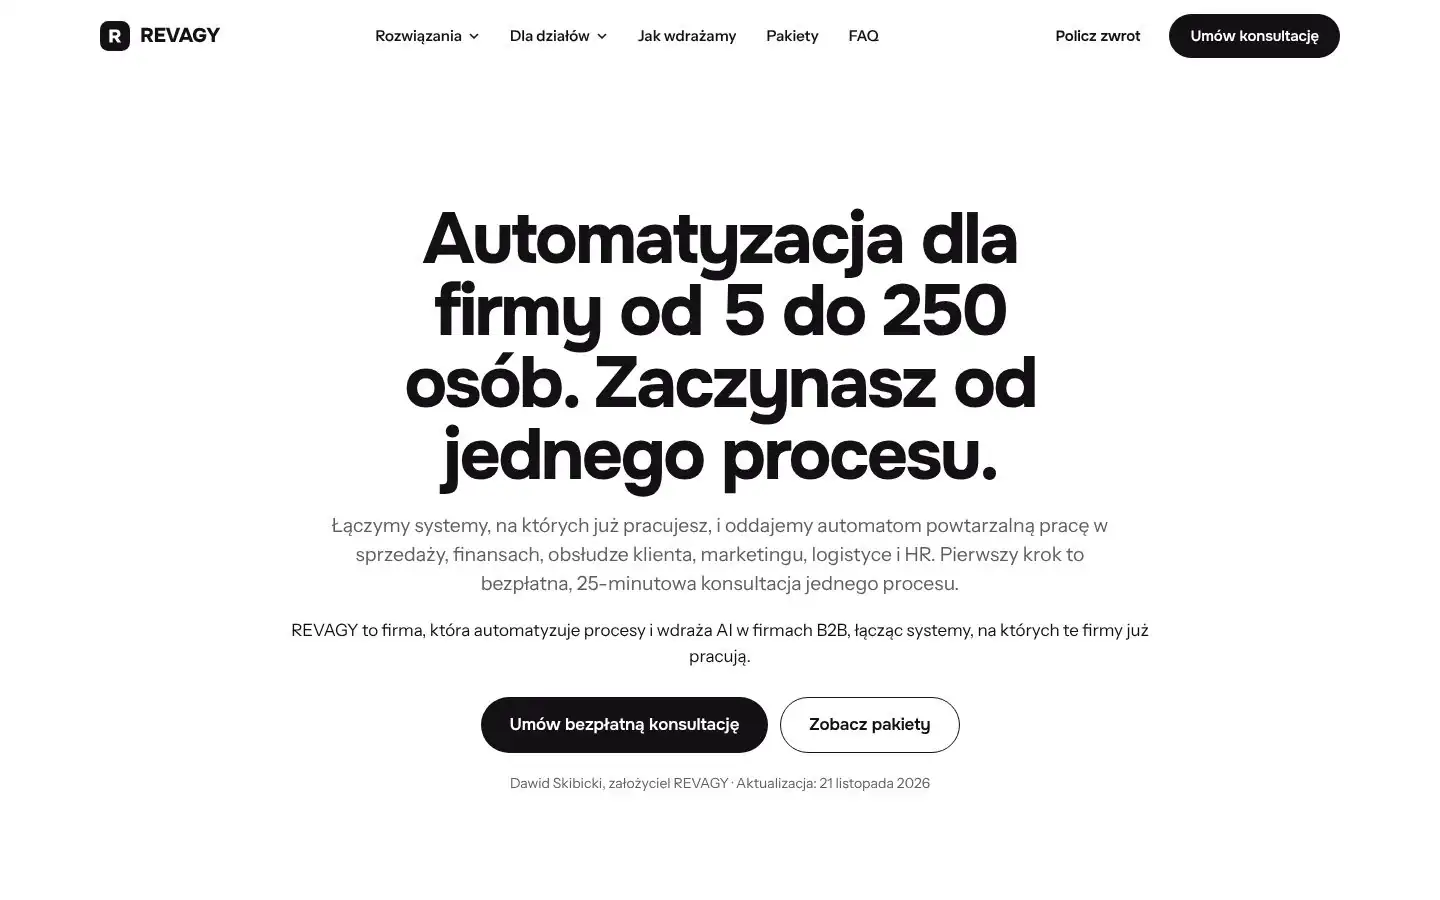 R REVAGY
Rozwiązania
Dla działów
Jak wdrażamy
Pakiety
FAQ
Policz zwrot
Umów konsultację
Automatyzacja dla
firmy od 5 do 250
osób. Zaczynasz od
jednego procesu.
Łączymy systemy, na których już pracujesz, i oddajemy automatom powtarzalną pracę w
sprzedaży, finansach, obsłudze klienta, marketingu, logistyce i HR. Pierwszy krok to
bezpłatna, 25-minutowa konsultacja jednego procesu.
REVAGY to firma, która automatyzuje procesy i wdraża AI w firmach B2B, łącząc systemy, na których te firmy już
pracują.
Umów bezpłatną konsultację
Zobacz pakiety
Dawid Skibicki, założyciel REVAGY · Aktualizacja: 21 listopada 2026